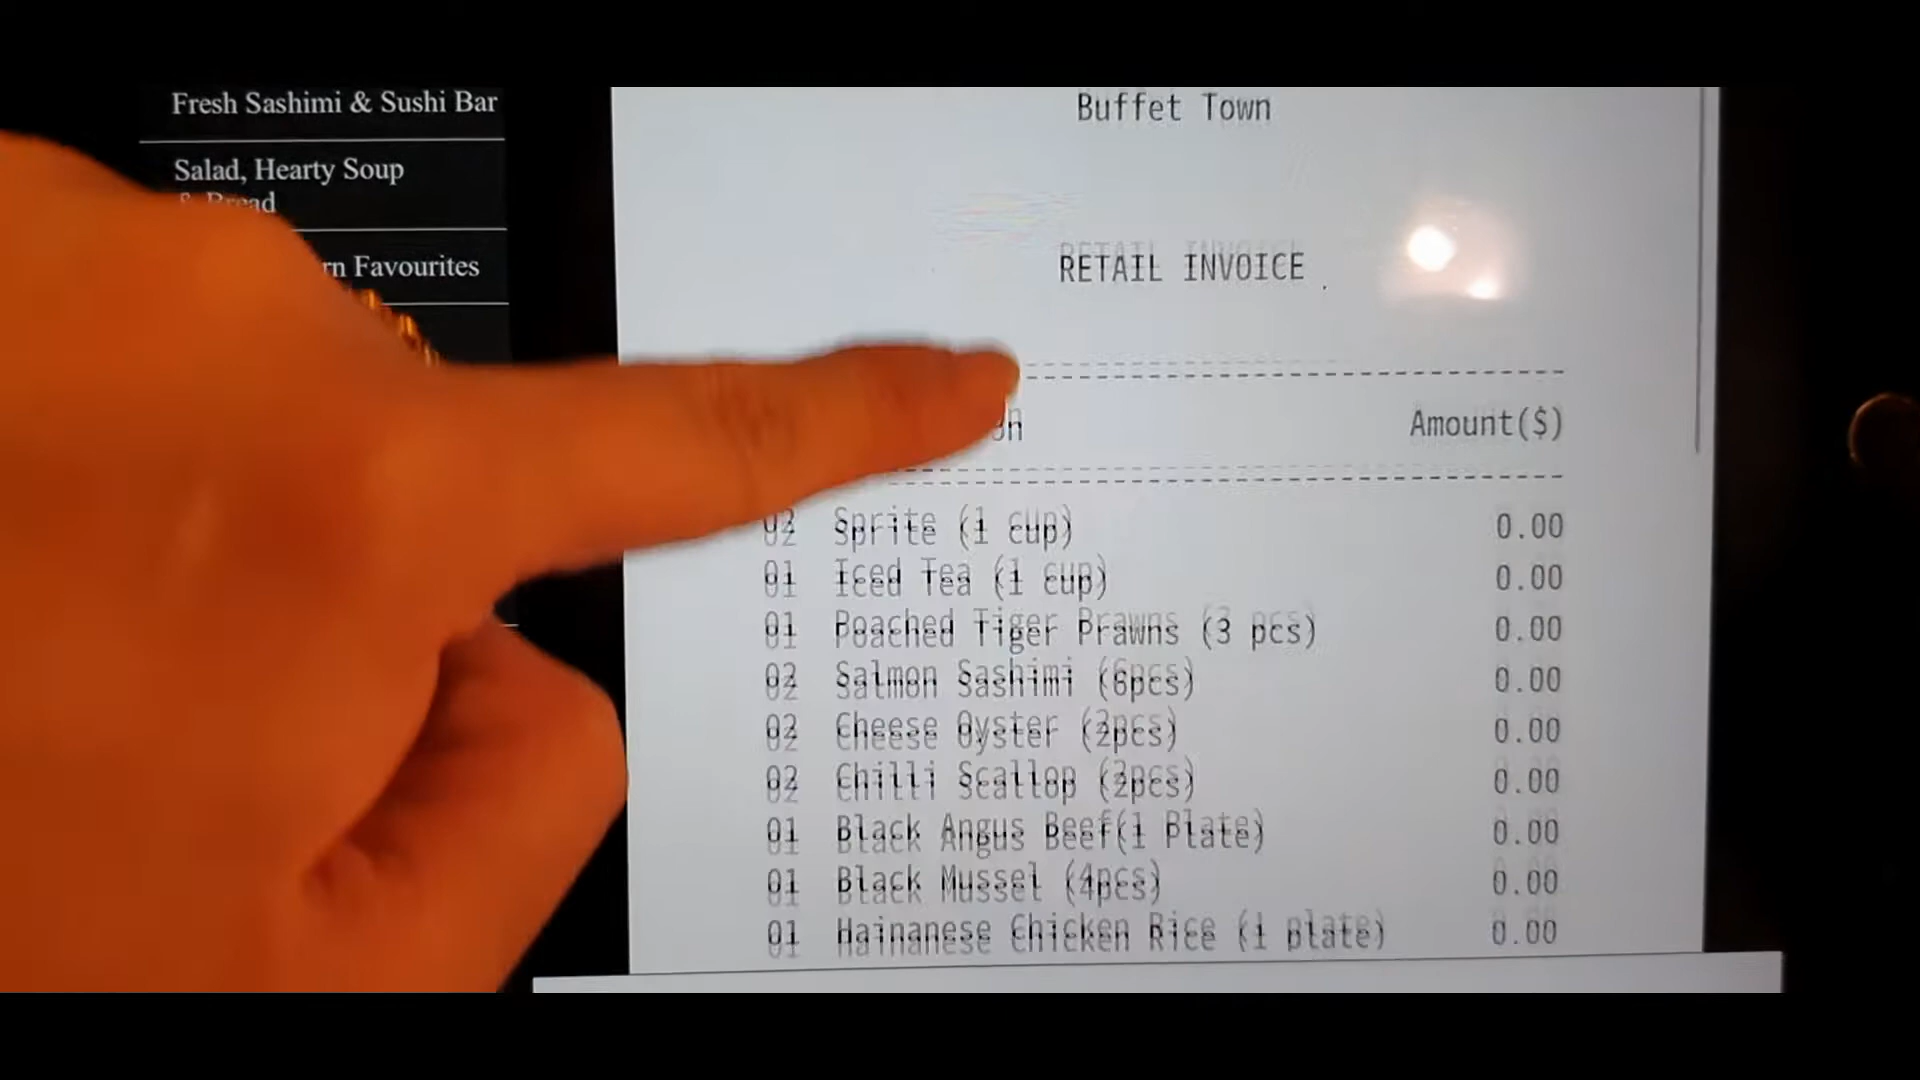 Fresh Sashimi & Sushi Bar
Salad, Hearty Soup
& Bread
Favourites
Buffet Town
RETAIL INVOICE
Amount($)
02 Sprite (1 cup) 0.00
01 Iced Tea (1 cup) 0.00
01 Poached Tiger Prawns (3 pcs) 0.00
02 Salmon Sashimi (6pcs) 0.00
02 Cheese Oyster (2pcs) 0.00
02 Chilli Scallop (2pcs) 0.00
01 Black Angus Beef(1 Plate) 0.00
01 Black Mussel (4pcs) 0.00
01 Hainanese Chicken Rice (1 plate) 0.00